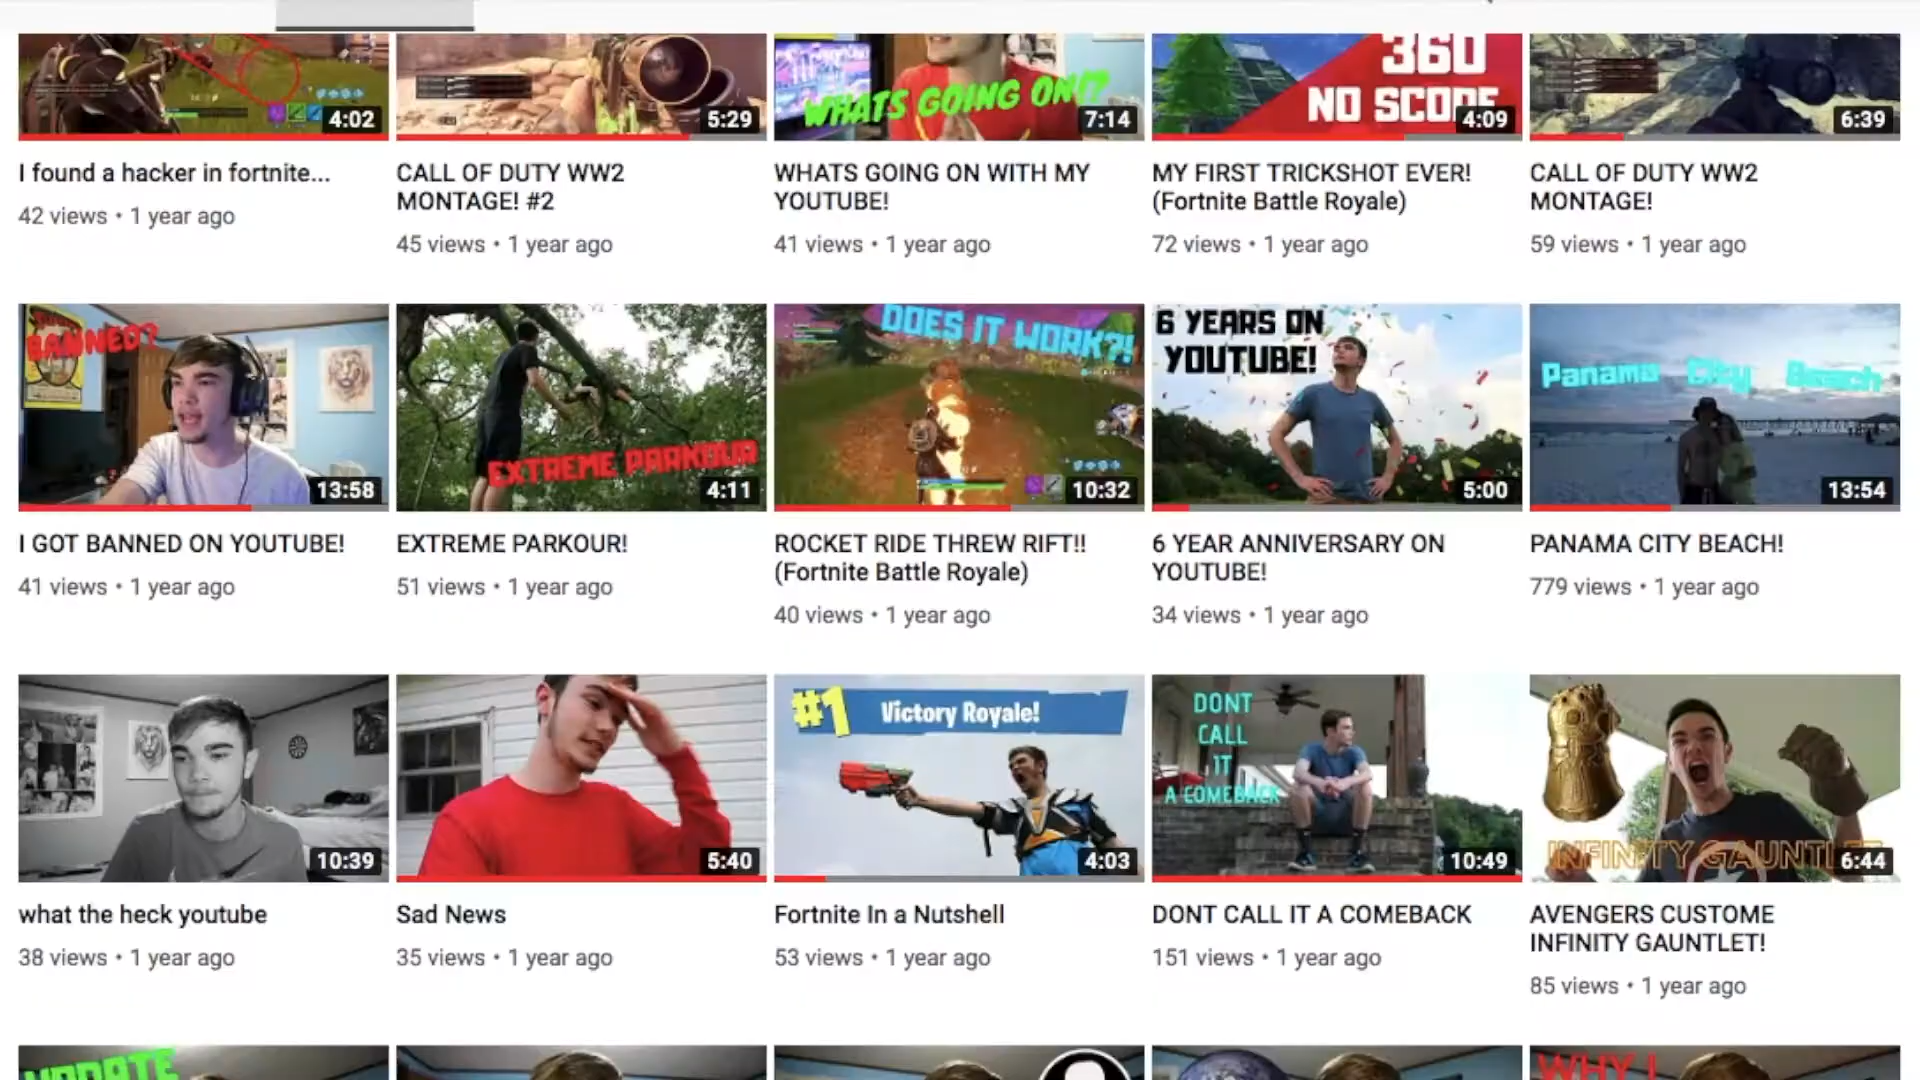 360
NO SCOPE
WHATS GOING ON!?
4:02
5:29
7:14
4:09
6:39
I found a hacker in fortnite...
42 views • 1 year ago
CALL OF DUTY WW2
MONTAGE! #2
45 views • 1 year ago
WHATS GOING ON WITH MY
YOUTUBE!
41 views • 1 year ago
MY FIRST TRICKSHOT EVER!
(Fortnite Battle Royale)
72 views • 1 year ago
CALL OF DUTY WW2
MONTAGE!
59 views • 1 year ago
BANNED?
13:58
EXTREME PARKOUR
4:11
DOES IT WORK?!
10:32
6 YEARS ON
YOUTUBE!
5:00
Panama City Beach
13:54
I GOT BANNED ON YOUTUBE!
41 views • 1 year ago
EXTREME PARKOUR!
51 views • 1 year ago
ROCKET RIDE THREW RIFT!!
(Fortnite Battle Royale)
40 views • 1 year ago
6 YEAR ANNIVERSARY ON
YOUTUBE!
34 views • 1 year ago
PANAMA CITY BEACH!
779 views • 1 year ago
10:39
5:40
#1 Victory Royale!
4:03
DONT
CALL
IT
A COMEBACK
10:49
INFINITY GAUNTLET
6:44
what the heck youtube
38 views • 1 year ago
Sad News
35 views • 1 year ago
Fortnite In a Nutshell
53 views • 1 year ago
DONT CALL IT A COMEBACK
151 views • 1 year ago
AVENGERS CUSTOME
INFINITY GAUNTLET!
85 views • 1 year ago
UPDATE
WHY I